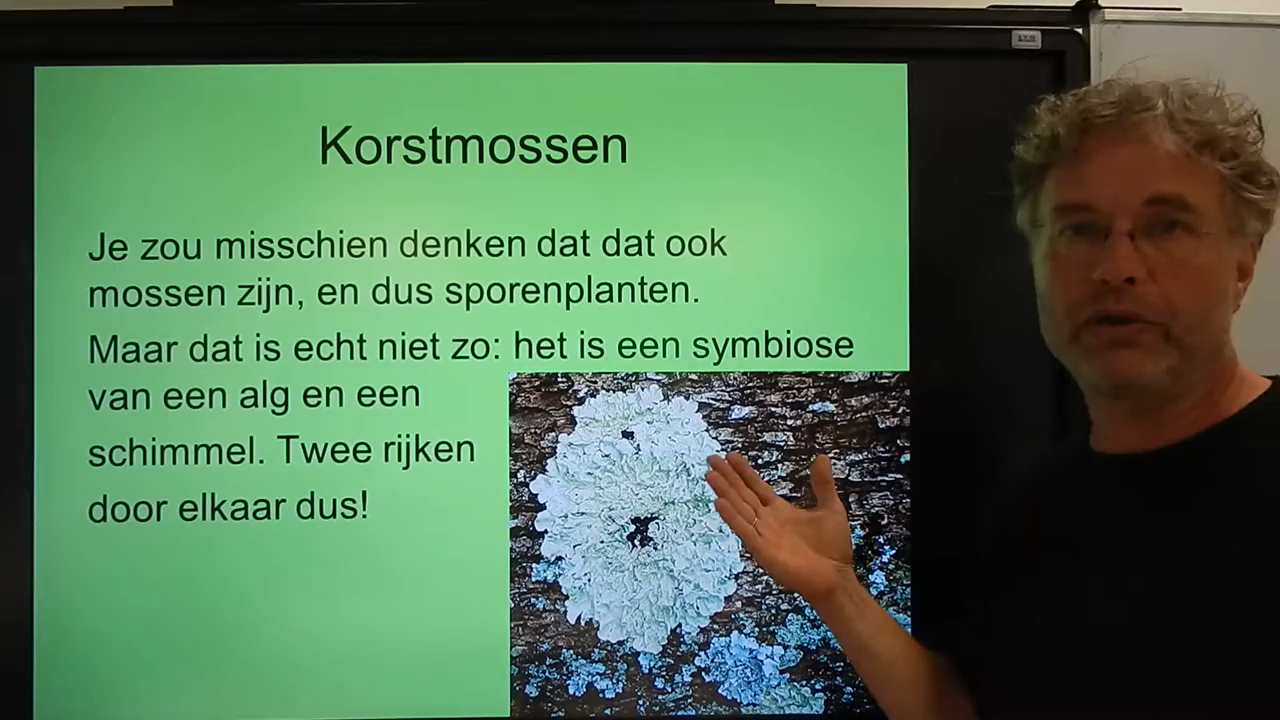 Korstmossen
Je zou misschien denken dat dat ook
mossen zijn, en dus sporenplanten.
Maar dat is echt niet zo: het is een symbiose
van een alg en een
schimmel. Twee rijken
door elkaar dus!